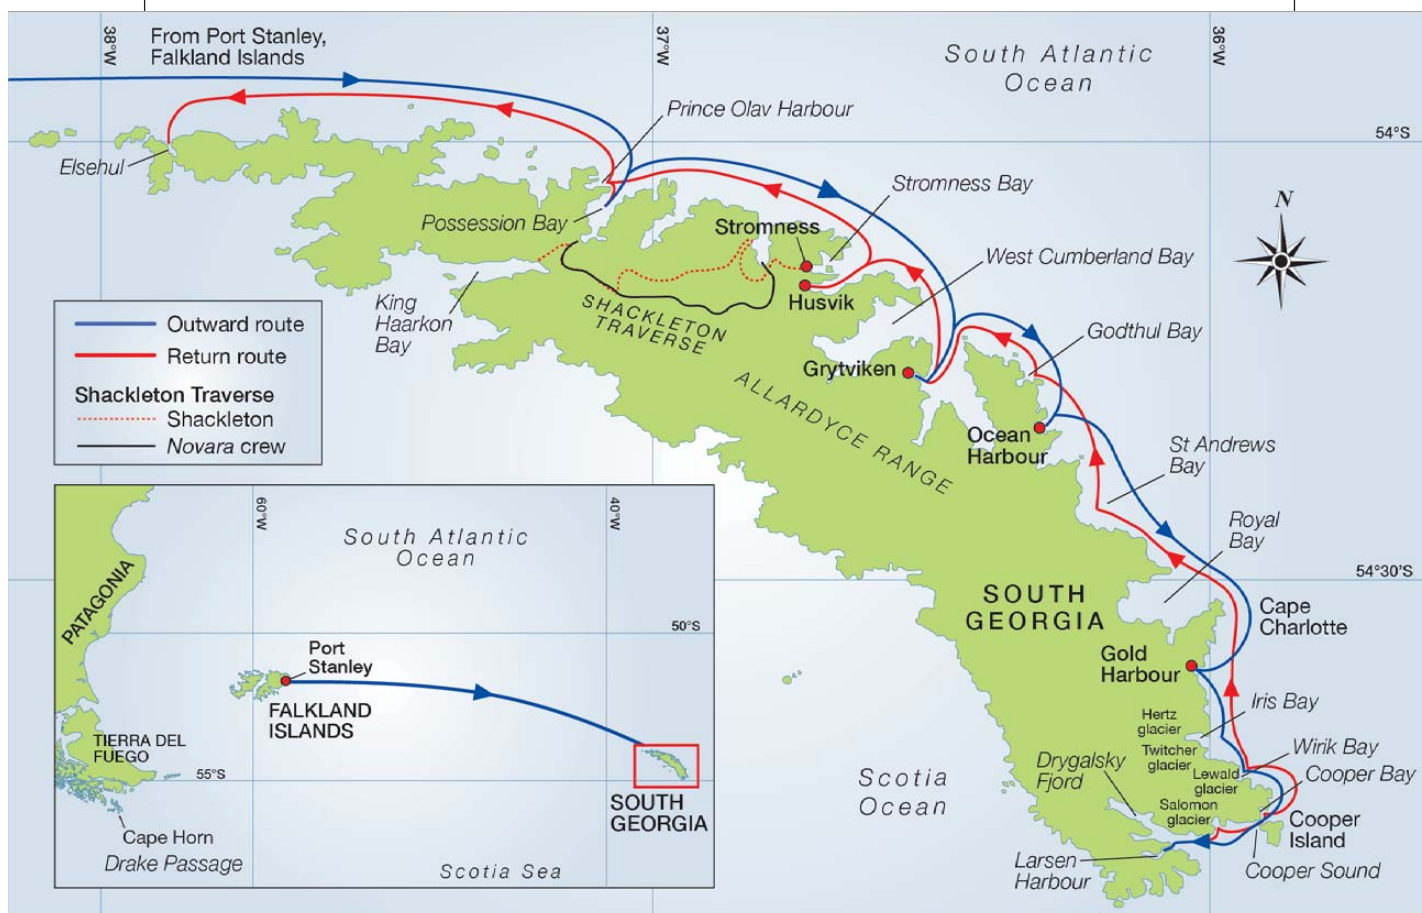 38°W
From Port Stanley,
Falkland Islands
37°W
36°W
South Atlantic
Ocean
Prince Olav Harbour
54°S
Elsehul
Stromness Bay
N
Possession Bay
Stromness
West Cumberland Bay
King
Haarkon
Bay
Husvik
SHACKLETON
TRAVERSE
Godthul Bay
Outward route
Return route
Shackleton Traverse
Shackleton
Novara crew
Grytviken
ALLARDYCE RANGE
Ocean
Harbour
St Andrews
Bay
Royal
Bay
54°30'S
SOUTH
GEORGIA
Cape
Charlotte
Gold
Harbour
Iris Bay
Hertz
glacier
Twitcher
glacier
Wirik Bay
Lewald
glacier
Cooper Bay
Drygalsky
Fjord
Salomon
glacier
Scotia
Ocean
Cooper
Island
Larsen
Harbour
Cooper Sound
60°W
40°W
South Atlantic
Ocean
PATAGONIA
50°S
Port
Stanley
FALKLAND
ISLANDS
TIERRA DEL
FUEGO
55°S
SOUTH
GEORGIA
Cape Horn
Drake Passage
Scotia Sea